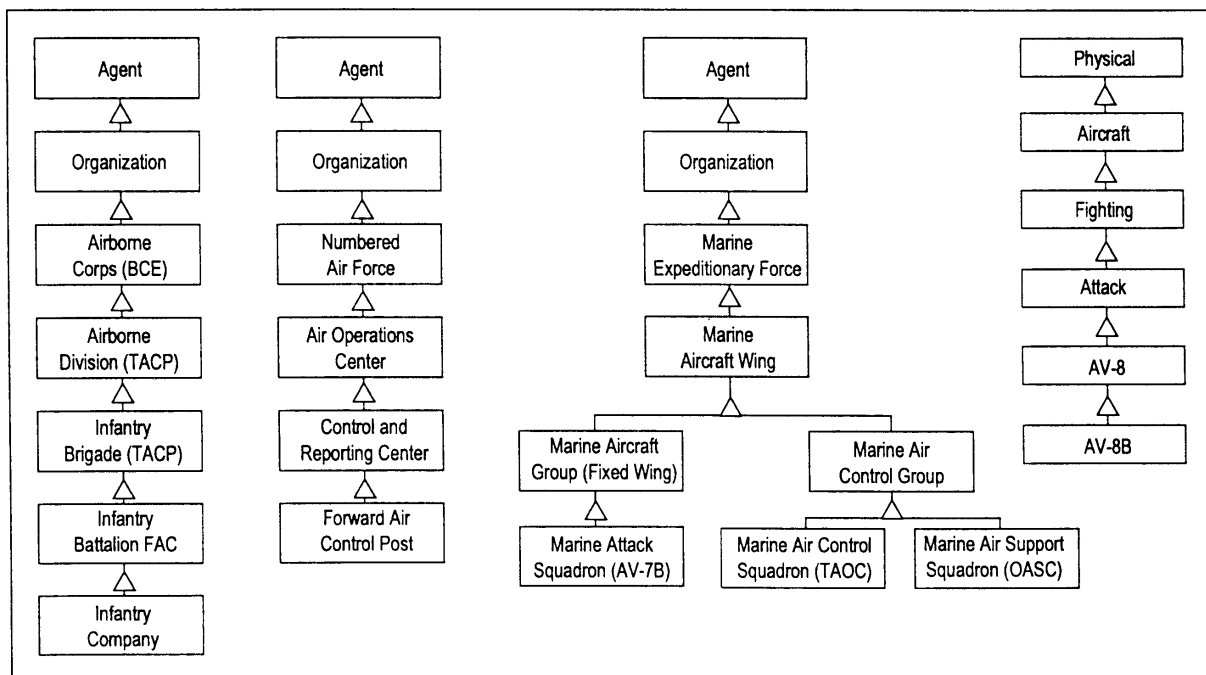 Agent
Organization
Airborne
Corps (BCE)
Airborne
Division (TACP)
Infantry
Brigade (TACP)
Infantry
Battalion FAC
Infantry
Company
Agent
Organization
Numbered
Air Force
Air Operations
Center
Control and
Reporting Center
Forward Air
Control Post
Agent
Organization
Marine
Expeditionary Force
Marine
Aircraft Wing
Marine Aircraft
Group (Fixed Wing)
Marine Attack
Squadron (AV-7B)
Marine Air
Control Group
Marine Air Control
Squadron (TAOC)
Marine Air Support
Squadron (OASC)
Physical
Aircraft
Fighting
Attack
AV-8
AV-8B